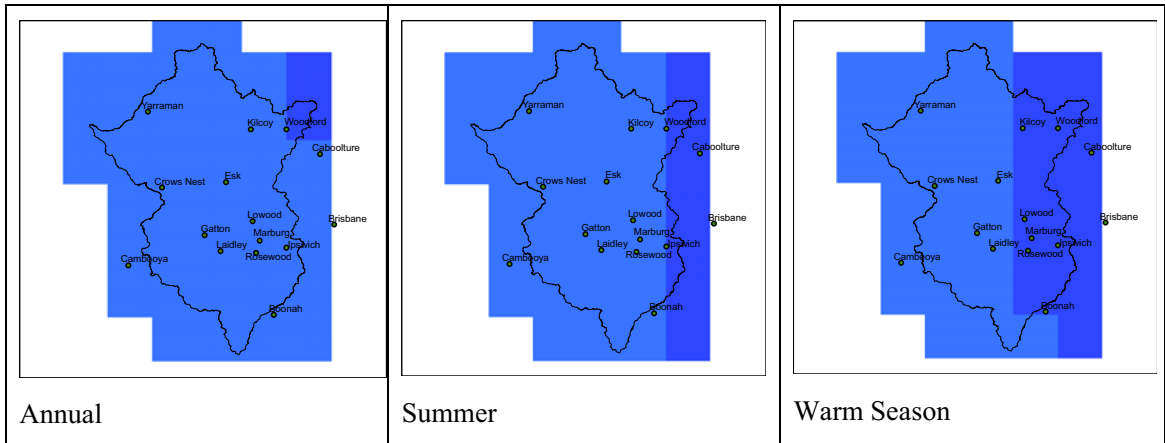 Yarraman
Kilcoy Woodford
Caboolture
Crows Nest Esk
Lowood Brisbane
Gatton Marburg
Laidley Ipswich
Rosewood
Cambooya
Boonah
Annual
Yarraman
Kilcoy Woodford
Caboolture
Crows Nest Esk
Lowood Brisbane
Gatton Marburg
Laidley Ipswich
Rosewood
Cambooya
Boonah
Summer
Yarraman
Kilcoy Woodford
Caboolture
Crows Nest Esk
Lowood Brisbane
Gatton Marburg
Laidley Ipswich
Rosewood
Cambooya
Boonah
Warm Season